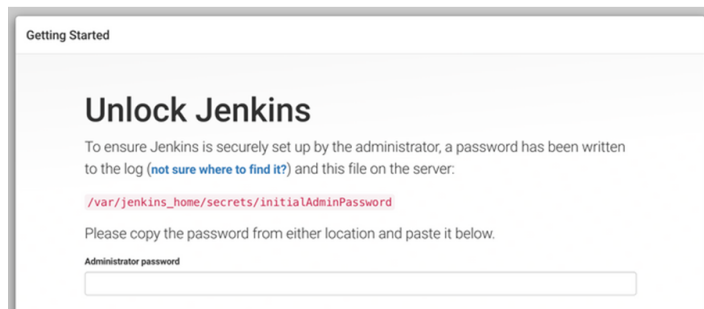 Getting Started
Unlock Jenkins
To ensure Jenkins is securely set up by the administrator, a password has been written
to the log (not sure where to find it?) and this file on the server:
/var/jenkins_home/secrets/initialAdminPassword
Please copy the password from either location and paste it below.
Administrator password